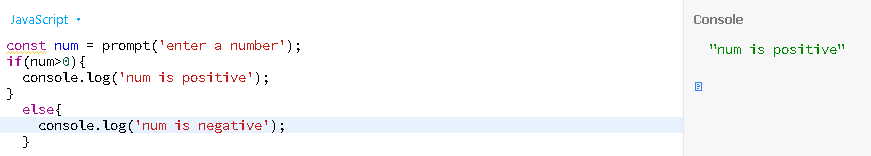 JavaScript
const num = prompt('enter a number');
if(num>0){
console.log('num is positive');
}
else{
console.log('num is negative');
}
Console
"num is positive"